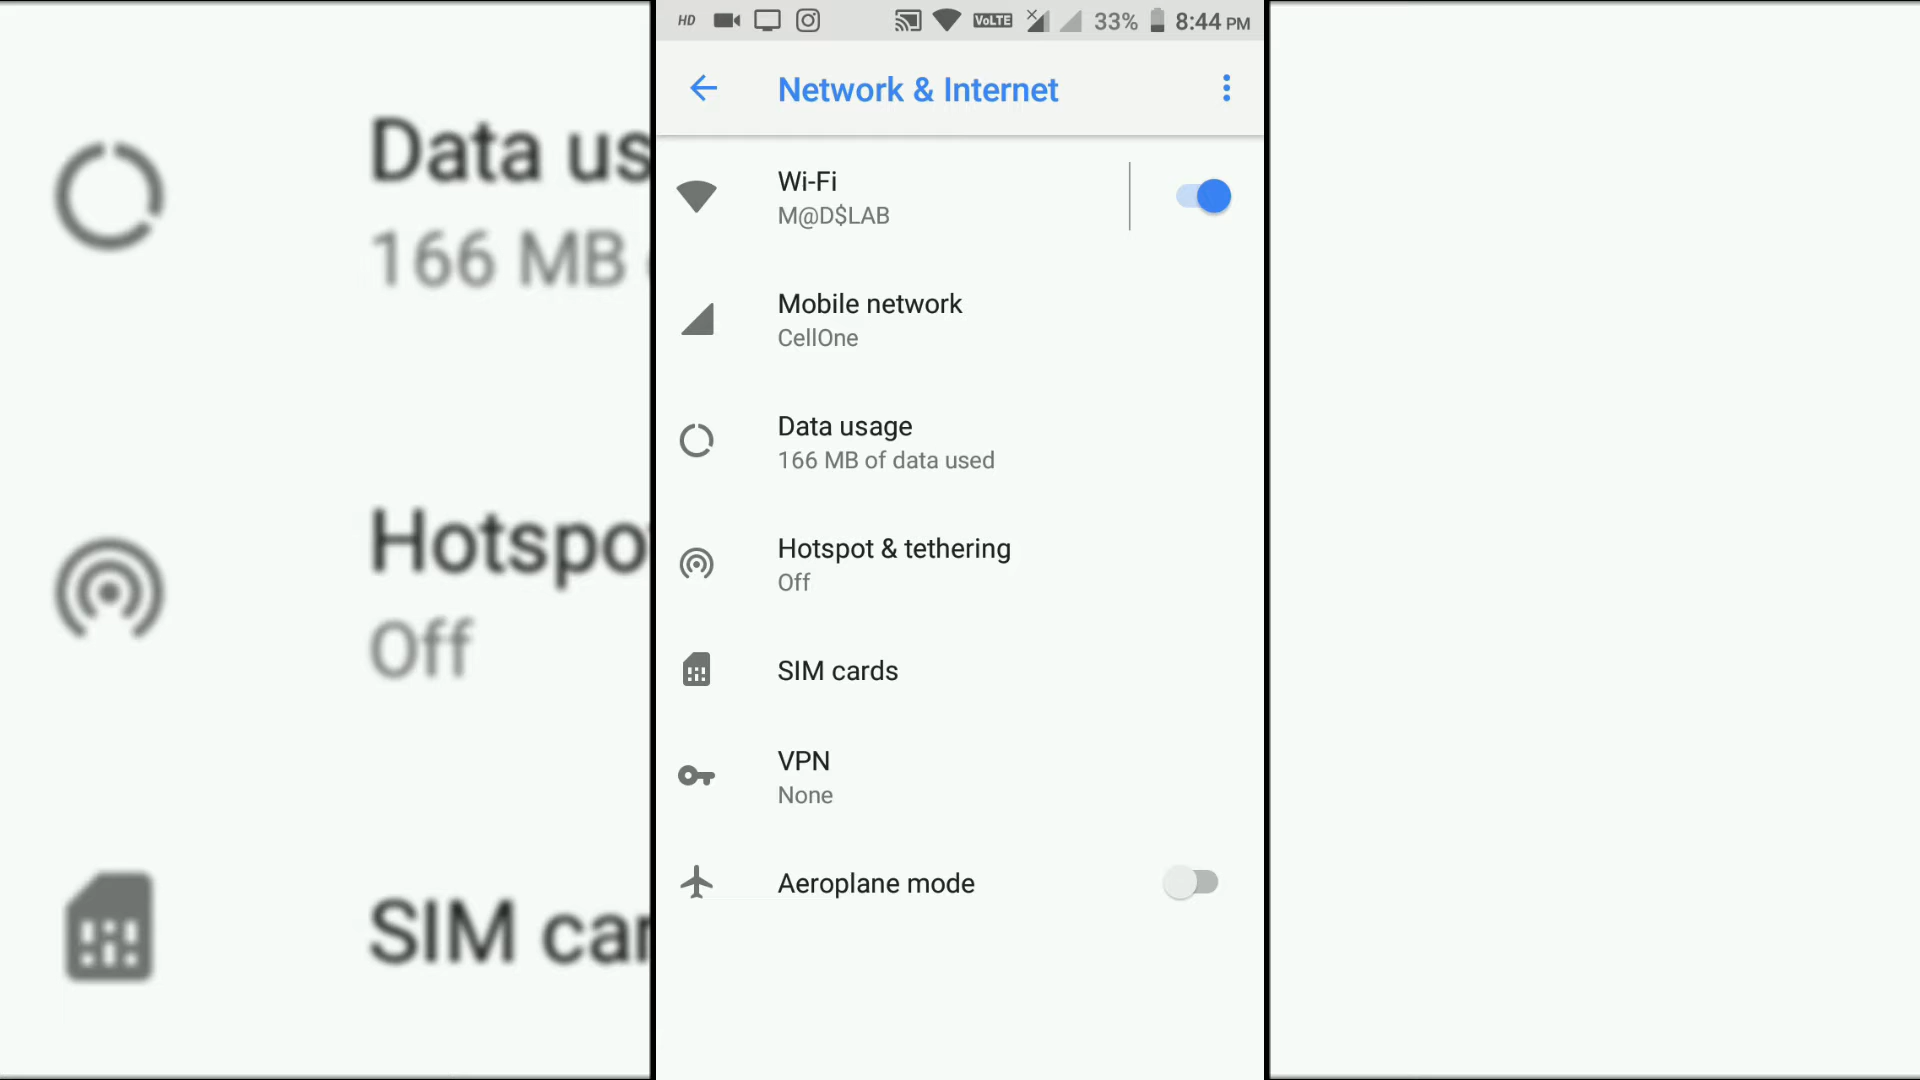 HD VoLTE 33% 8:44 PM
Network & Internet
Wi-Fi
M@D$LAB
Mobile network
CellOne
Data usage
166 MB of data used
Hotspot & tethering
Off
SIM cards
VPN
None
Aeroplane mode
Data us
166 MB
Hotspo
Off
SIM car